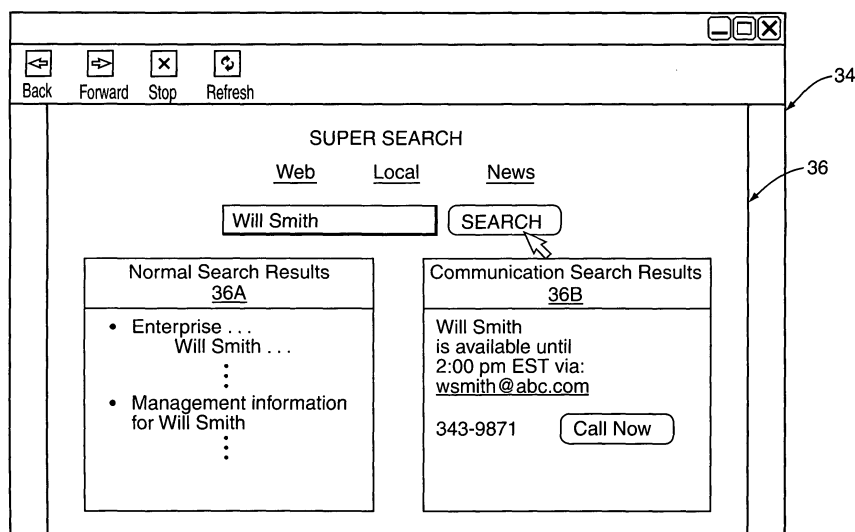 Back Forward Stop Refresh
34
SUPER SEARCH
Web Local News
36
Will Smith SEARCH
Normal Search Results
36A
• Enterprise . . .
Will Smith . . .
• Management information
for Will Smith
Communication Search Results
36B
Will Smith
is available until
2:00 pm EST via:
wsmith@abc.com
343-9871 Call Now